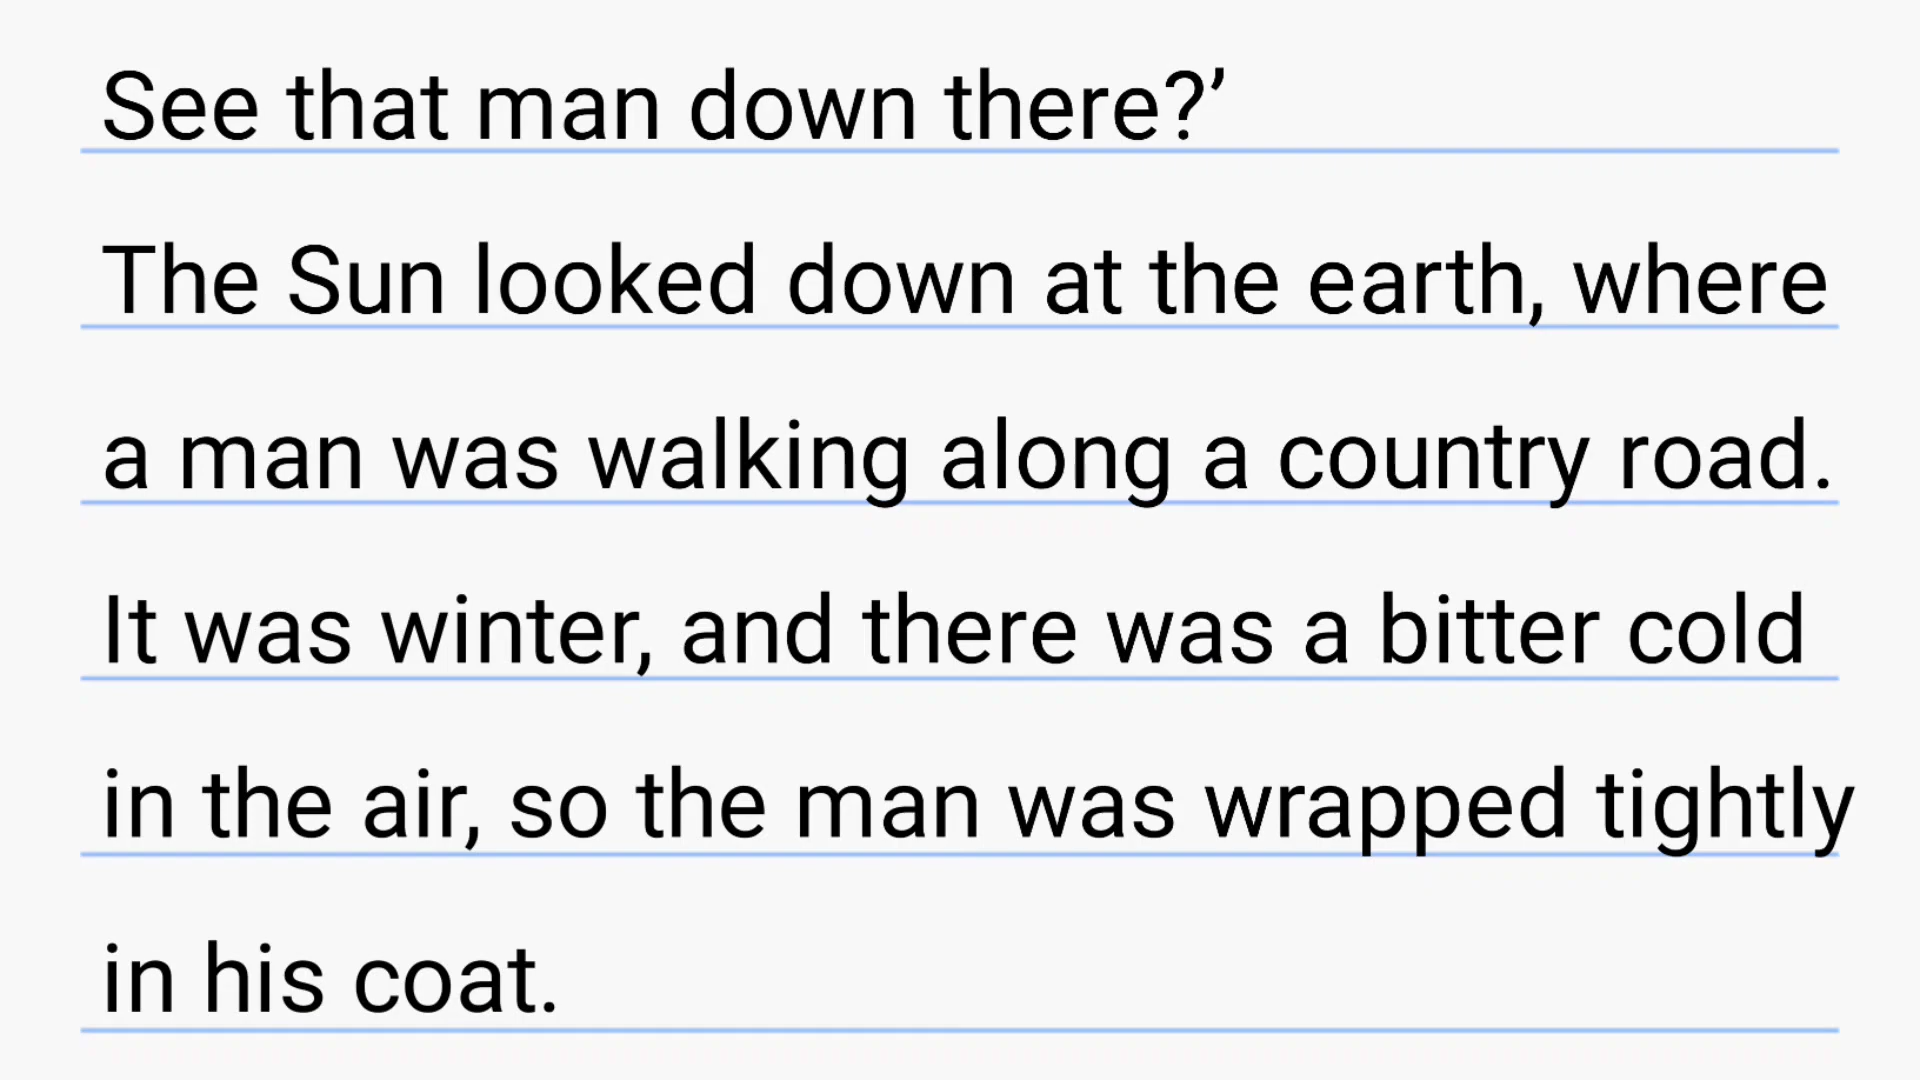 See that man down there?’
The Sun looked down at the earth, where
a man was walking along a country road.
It was winter, and there was a bitter cold
in the air, so the man was wrapped tightly
in his coat.